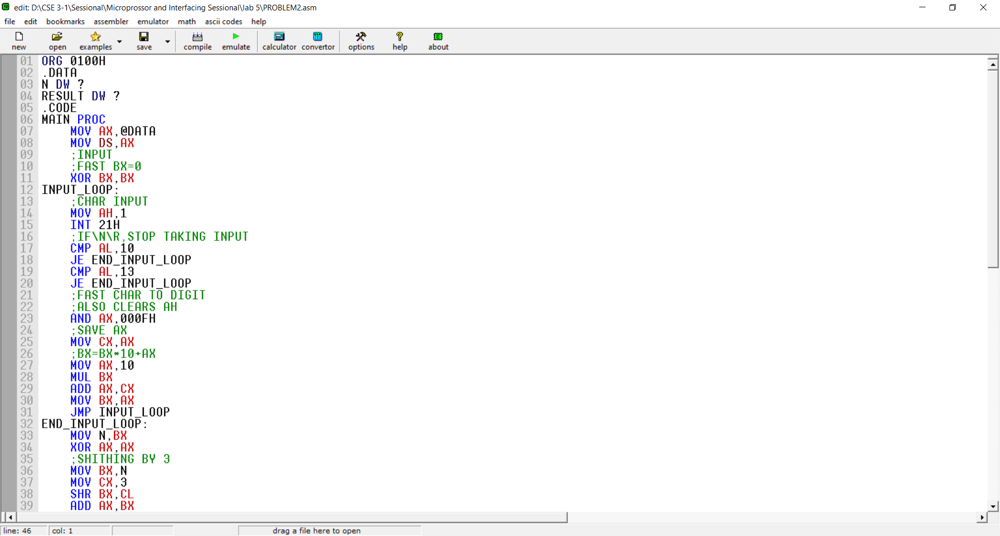 edit: D:\CSE 3-1\Sessional\Microprossor and Interfacing Sessional\lab 5\PROBLEM2.asm
file edit bookmarks assembler emulator math ascii codes help
new open examples save compile emulate calculator convertor options help about
01 ORG 0100H
02 .DATA
03 N DW ?
04 RESULT DW ?
05 .CODE
06 MAIN PROC
07 MOV AX,@DATA
08 MOV DS,AX
09 ;INPUT
10 ;FAST BX=0
11 XOR BX,BX
12 INPUT_LOOP:
13 ;CHAR INPUT
14 MOV AH,1
15 INT 21H
16 ;IF\N\R,STOP TAKING INPUT
17 CMP AL,10
18 JE END_INPUT_LOOP
19 CMP AL,13
20 JE END_INPUT_LOOP
21 ;FAST CHAR TO DIGIT
22 ;ALSO CLEARS AH
23 AND AX,000FH
24 ;SAVE AX
25 MOV CX,AX
26 ;BX=BX*10+AX
27 MOV AX,10
28 MUL BX
29 ADD AX,CX
30 MOV BX,AX
31 JMP INPUT_LOOP
32 END_INPUT_LOOP:
33 MOV N,BX
34 XOR AX,AX
35 ;SHITHING BY 3
36 MOV BX,N
37 MOV CX,3
38 SHR BX,CL
39 ADD AX,BX
line: 46 col: 1 drag a file here to open